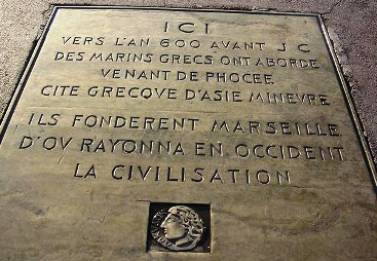 ICI
VERS L'AN 600 AVANT J C
DES MARINS GRECS ONT ABORDE
VENANT DE PHOCEE
CITE GRECQVE D'ASIE MINEVRE
ILS FONDERENT MARSEILLE
D'OV RAYONNA EN OCCIDENT
LA CIVILISATION